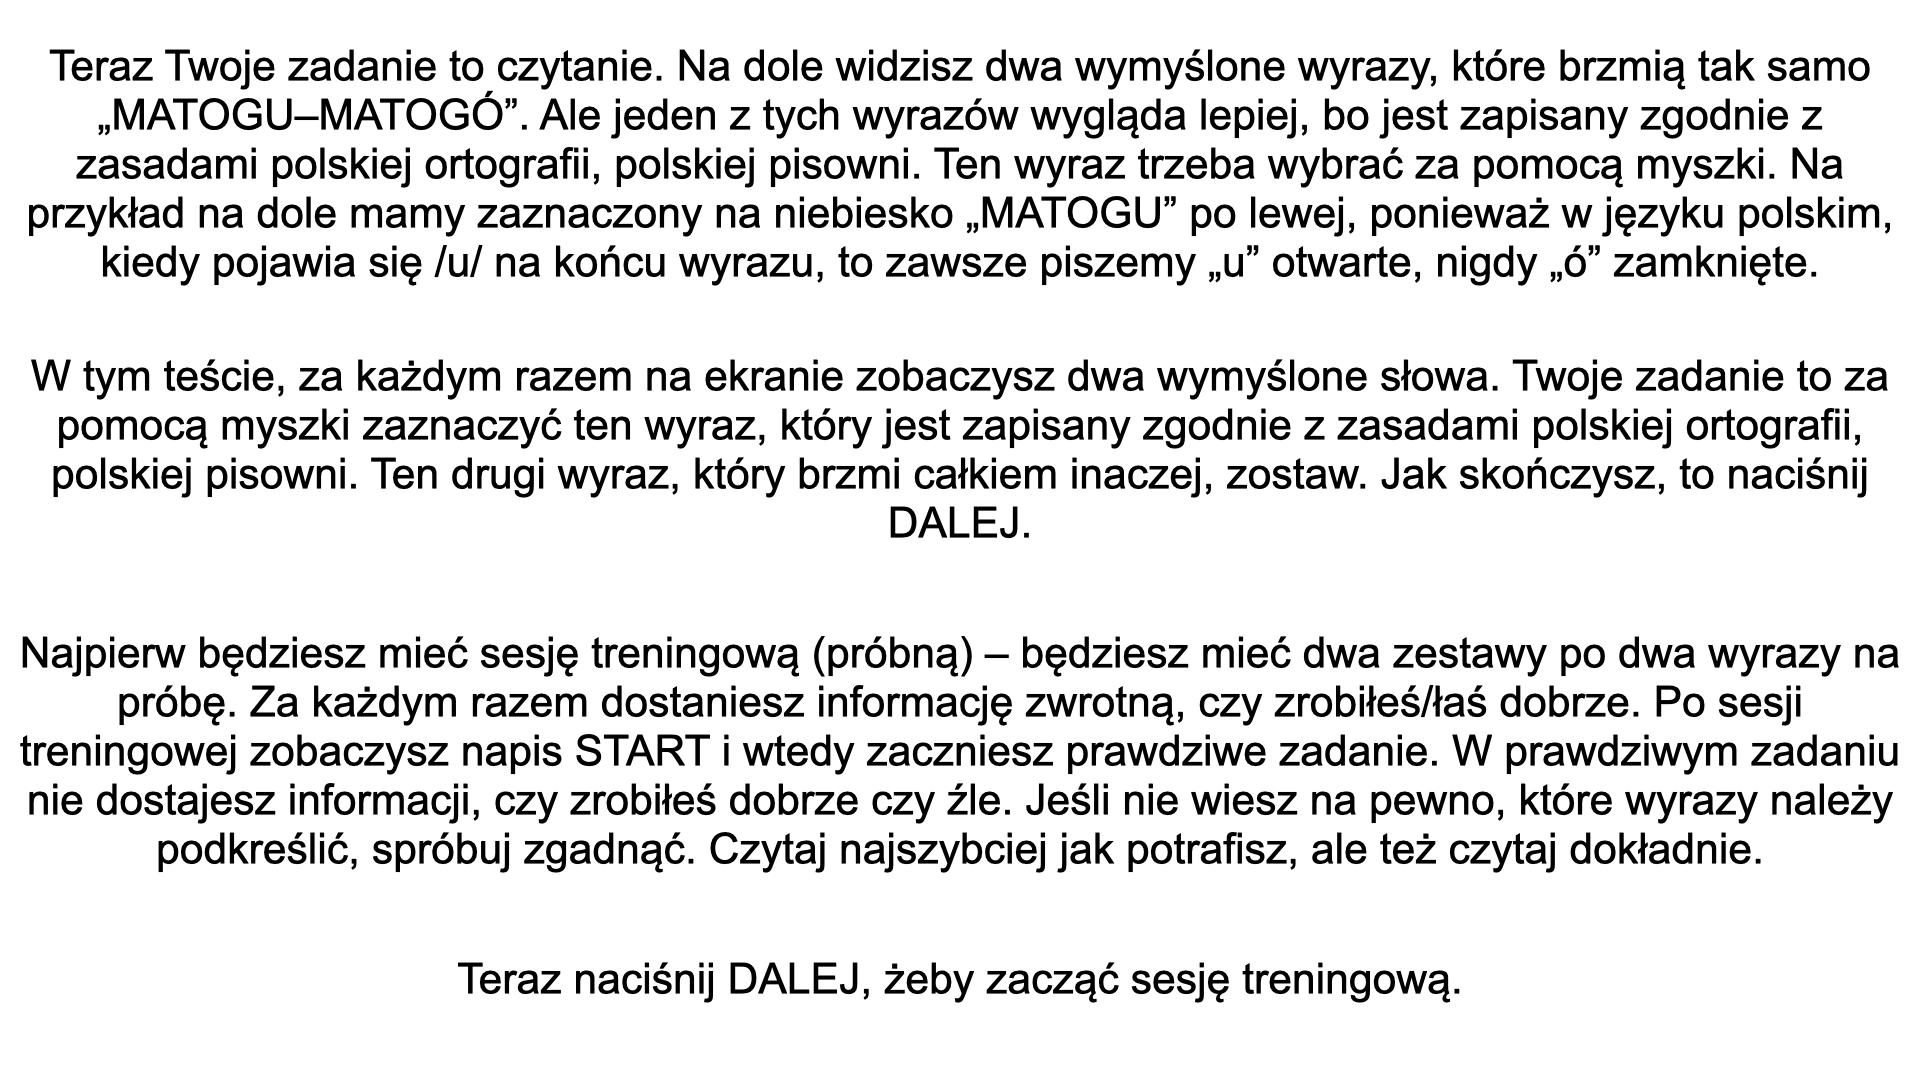 Teraz Twoje zadanie to czytanie. Na dole widzisz dwa wymyślone wyrazy, które brzmią tak samo
„MATOGU–MATOGÓ”. Ale jeden z tych wyrazów wygląda lepiej, bo jest zapisany zgodnie z
zasadami polskiej ortografii, polskiej pisowni. Ten wyraz trzeba wybrać za pomocą myszki. Na
przykład na dole mamy zaznaczony na niebiesko „MATOGU” po lewej, ponieważ w języku polskim,
kiedy pojawia się /u/ na końcu wyrazu, to zawsze piszemy „u” otwarte, nigdy „ó” zamknięte.
W tym teście, za każdym razem na ekranie zobaczysz dwa wymyślone słowa. Twoje zadanie to za
pomocą myszki zaznaczyć ten wyraz, który jest zapisany zgodnie z zasadami polskiej ortografii,
polskiej pisowni. Ten drugi wyraz, który brzmi całkiem inaczej, zostaw. Jak skończysz, to naciśnij
DALEJ.
Najpierw będziesz mieć sesję treningową (próbną) – będziesz mieć dwa zestawy po dwa wyrazy na
próbę. Za każdym razem dostaniesz informację zwrotną, czy zrobiłeś/łaś dobrze. Po sesji
treningowej zobaczysz napis START i wtedy zaczniesz prawdziwe zadanie. W prawdziwym zadaniu
nie dostajesz informacji, czy zrobiłeś dobrze czy źle. Jeśli nie wiesz na pewno, które wyrazy należy
podkreślić, spróbuj zgadnąć. Czytaj najszybciej jak potrafisz, ale też czytaj dokładnie.
Teraz naciśnij DALEJ, żeby zacząć sesję treningową.